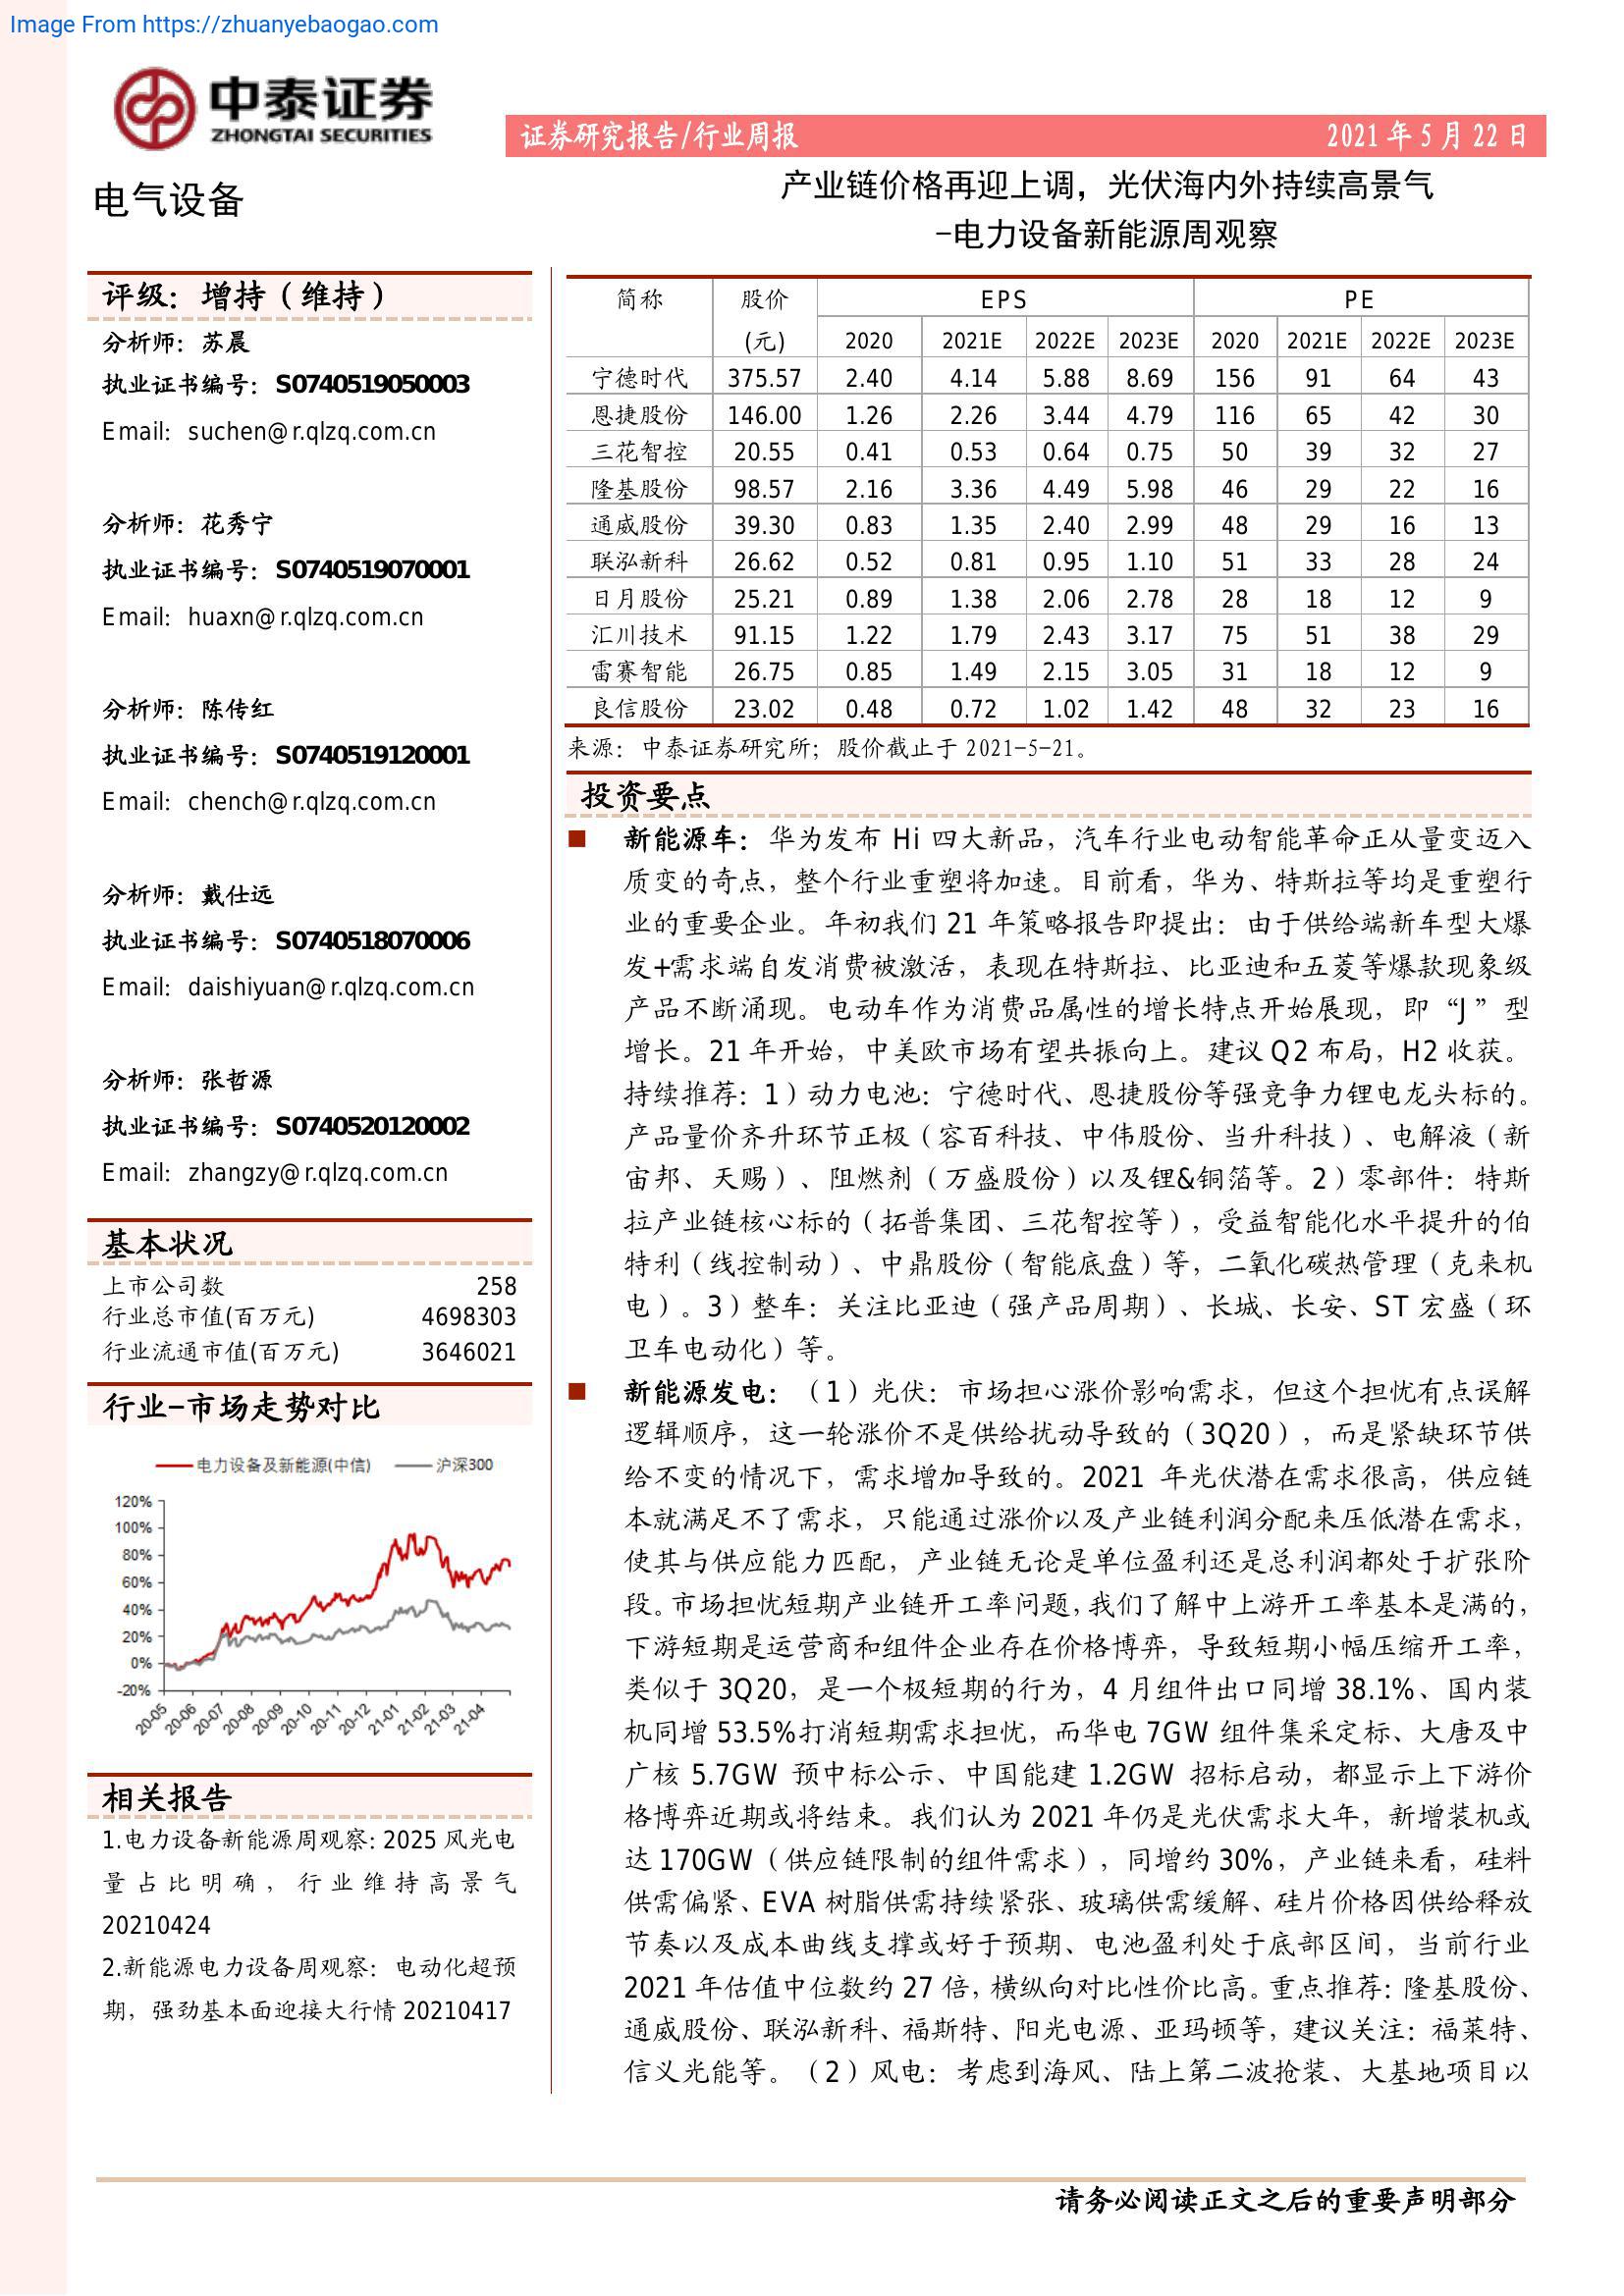 Image From https://zhuanyebaogao.com
中泰证券
ZHONGTAI SECURITIES
证券研究报告/行业周报 2021 年 5 月 22 日
电气设备
产业链价格再迎上调，光伏海内外持续高景气
-电力设备新能源周观察
评级：增持（维持）
分析师：苏晨
执业证书编号：S0740519050003
Email：suchen@r.qlzq.com.cn
分析师：花秀宁
执业证书编号：S0740519070001
Email：huaxn@r.qlzq.com.cn
分析师：陈传红
执业证书编号：S0740519120001
Email：chench@r.qlzq.com.cn
分析师：戴仕远
执业证书编号：S0740518070006
Email：daishiyuan@r.qlzq.com.cn
分析师：张哲源
执业证书编号：S0740520120002
Email：zhangzy@r.qlzq.com.cn
基本状况
上市公司数 258
行业总市值(百万元) 4698303
行业流通市值(百万元) 3646021
行业-市场走势对比
电力设备及新能源(中信) 沪深300
120%
100%
80%
60%
40%
20%
0%
-20%
20-05 20-06 20-07 20-08 20-09 20-10 20-11 20-12 21-01 21-02 21-03 21-04
相关报告
1.电力设备新能源周观察：2025 风光电
量占比明确，行业维持高景气
20210424
2.新能源电力设备周观察：电动化超预
期，强劲基本面迎接大行情 20210417
简称 股价 EPS PE
(元) 2020 2021E 2022E 2023E 2020 2021E 2022E 2023E
宁德时代 375.57 2.40 4.14 5.88 8.69 156 91 64 43
恩捷股份 146.00 1.26 2.26 3.44 4.79 116 65 42 30
三花智控 20.55 0.41 0.53 0.64 0.75 50 39 32 27
隆基股份 98.57 2.16 3.36 4.49 5.98 46 29 22 16
通威股份 39.30 0.83 1.35 2.40 2.99 48 29 16 13
联泓新科 26.62 0.52 0.81 0.95 1.10 51 33 28 24
日月股份 25.21 0.89 1.38 2.06 2.78 28 18 12 9
汇川技术 91.15 1.22 1.79 2.43 3.17 75 51 38 29
雷赛智能 26.75 0.85 1.49 2.15 3.05 31 18 12 9
良信股份 23.02 0.48 0.72 1.02 1.42 48 32 23 16
来源：中泰证券研究所；股价截止于 2021-5-21。
投资要点
■ 新能源车：华为发布 Hi 四大新品，汽车行业电动智能革命正从量变迈入
质变的奇点，整个行业重塑将加速。目前看，华为、特斯拉等均是重塑行
业的重要企业。年初我们 21 年策略报告即提出：由于供给端新车型大爆
发+需求端自发消费被激活，表现在特斯拉、比亚迪和五菱等爆款现象级
产品不断涌现。电动车作为消费品属性的增长特点开始展现，即“J”型
增长。21 年开始，中美欧市场有望共振向上。建议 Q2 布局，H2 收获。
持续推荐：1）动力电池：宁德时代、恩捷股份等强竞争力锂电龙头标的。
产品量价齐升环节正极（容百科技、中伟股份、当升科技）、电解液（新
宙邦、天赐）、阻燃剂（万盛股份）以及锂&铜箔等。2）零部件：特斯
拉产业链核心标的（拓普集团、三花智控等），受益智能化水平提升的伯
特利（线控制动）、中鼎股份（智能底盘）等，二氧化碳热管理（克来机
电）。3）整车：关注比亚迪（强产品周期）、长城、长安、ST 宏盛（环
卫车电动化）等。
■ 新能源发电：（1）光伏：市场担心涨价影响需求，但这个担忧有点误解
逻辑顺序，这一轮涨价不是供给扰动导致的（3Q20），而是紧缺环节供
给不变的情况下，需求增加导致的。2021 年光伏潜在需求很高，供应链
本就满足不了需求，只能通过涨价以及产业链利润分配来压低潜在需求，
使其与供应能力匹配，产业链无论是单位盈利还是总利润都处于扩张阶
段。市场担忧短期产业链开工率问题，我们了解中上游开工率基本是满的，
下游短期是运营商和组件企业存在价格博弈，导致短期小幅压缩开工率，
类似于 3Q20，是一个极短期的行为，4 月组件出口同增 38.1%、国内装
机同增 53.5%打消短期需求担忧，而华电 7GW 组件集采定标、大唐及中
广核 5.7GW 预中标公示、中国能建 1.2GW 招标启动，都显示上下游价
格博弈近期或将结束。我们认为 2021 年仍是光伏需求大年，新增装机或
达 170GW（供应链限制的组件需求），同增约 30%，产业链来看，硅料
供需偏紧、EVA 树脂供需持续紧张、玻璃供需缓解、硅片价格因供给释放
节奏以及成本曲线支撑或好于预期、电池盈利处于底部区间，当前行业
2021 年估值中位数约 27 倍，横纵向对比性价比高。重点推荐：隆基股份、
通威股份、联泓新科、福斯特、阳光电源、亚玛顿等，建议关注：福莱特、
信义光能等。（2）风电：考虑到海风、陆上第二波抢装、大基地项目以
请务必阅读正文之后的重要声明部分